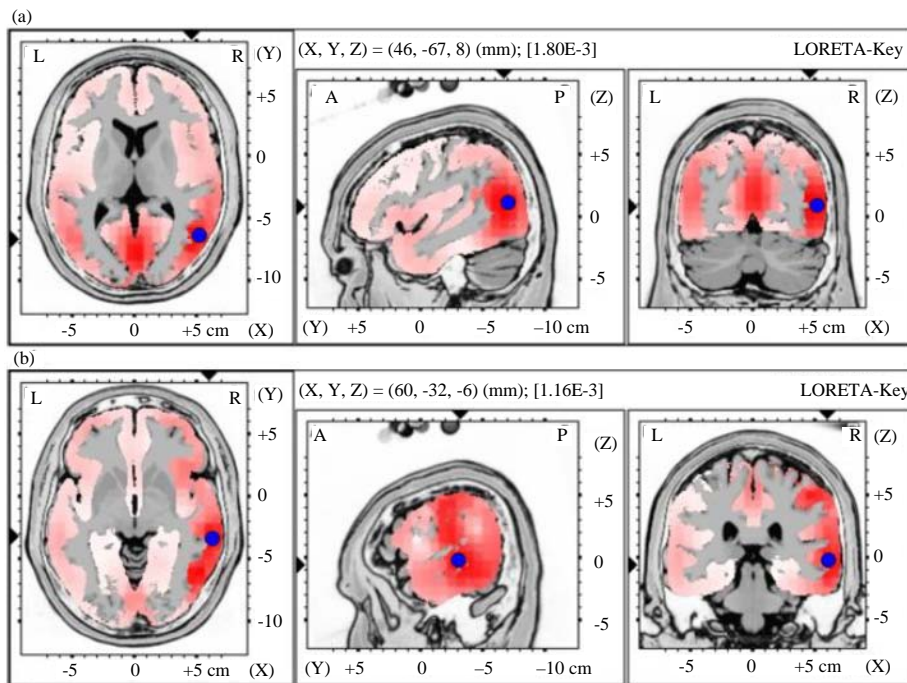 (a)
(X, Y, Z) = (46, -67, 8) (mm); [1.80E-3] LORETA-Key
L R (Y)
+5
0
-5
-10
-5 0 +5 cm (X)
A P (Z)
+5
0
-5
(Y) +5 0 -5 -10 cm
L R (Z)
+5
0
-5
-5 0 +5 cm (X)
(b)
(X, Y, Z) = (60, -32, -6) (mm); [1.16E-3] LORETA-Key
L R (Y)
+5
0
-5
-10
-5 0 +5 cm (X)
A P (Z)
+5
0
-5
(Y) +5 0 -5 -10 cm
L R (Z)
+5
0
-5
-5 0 +5 cm (X)